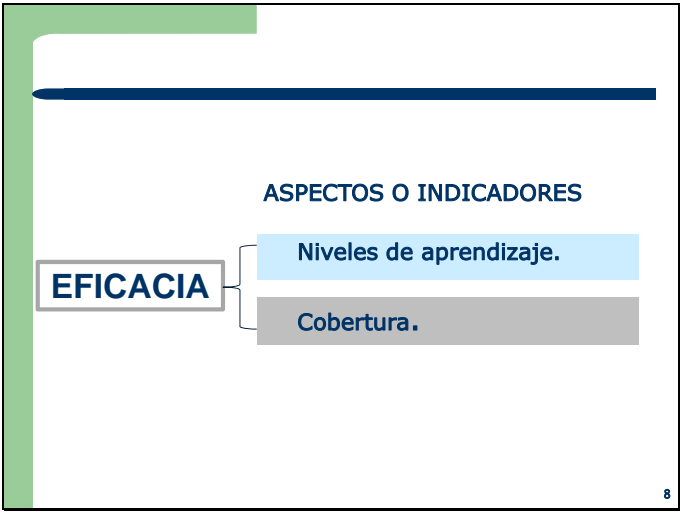 ASPECTOS O INDICADORES
Niveles de aprendizaje.
EFICACIA
Cobertura.
8